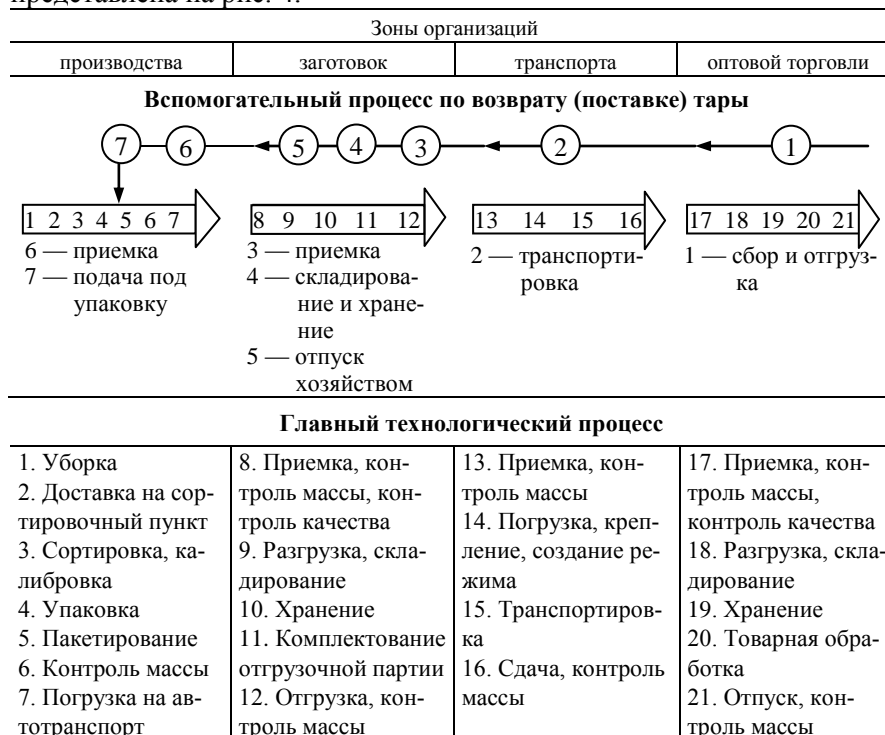 представлена на рис. 4.
Зоны организаций
производства заготовок транспорта оптовой торговли
Вспомогательный процесс по возврату (поставке) тары
7 6 5 4 3 2 1
1 2 3 4 5 6 7 8 9 10 11 12 13 14 15 16 17 18 19 20 21
6 — приемка
7 — подача под
упаковку
3 — приемка
4 — складирова-
ние и хране-
ние
5 — отпуск
хозяйством
2 — транспорти-
ровка
1 — сбор и отгруз-
ка
Главный технологический процесс
1. Уборка
2. Доставка на сор-
тировочный пункт
3. Сортировка, ка-
либровка
4. Упаковка
5. Пакетирование
6. Контроль массы
7. Погрузка на ав-
тотранспорт
8. Приемка, кон-
троль массы, кон-
троль качества
9. Разгрузка, скла-
дирование
10. Хранение
11. Комплектование
отгрузочной партии
12. Отгрузка, кон-
троль массы
13. Приемка, кон-
троль массы
14. Погрузка, креп-
ление, создание ре-
жима
15. Транспортиров-
ка
16. Сдача, контроль
массы
17. Приемка, кон-
троль массы,
контроль качества
18. Разгрузка, скла-
дирование
19. Хранение
20. Товарная обра-
ботка
21. Отпуск, кон-
троль массы